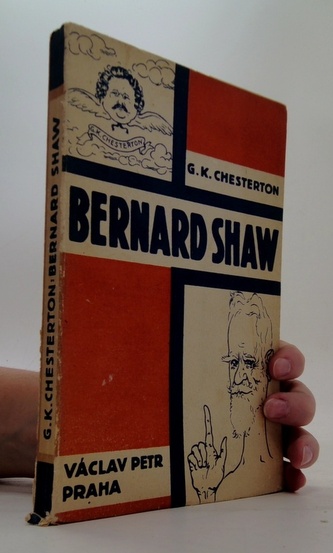 G.K. CHESTERTON
G. K. CHESTERTON
BERNARD SHAW
VÁCLAV PETR
PRAHA
G. K. CHESTERTON: BERNARD SHAW